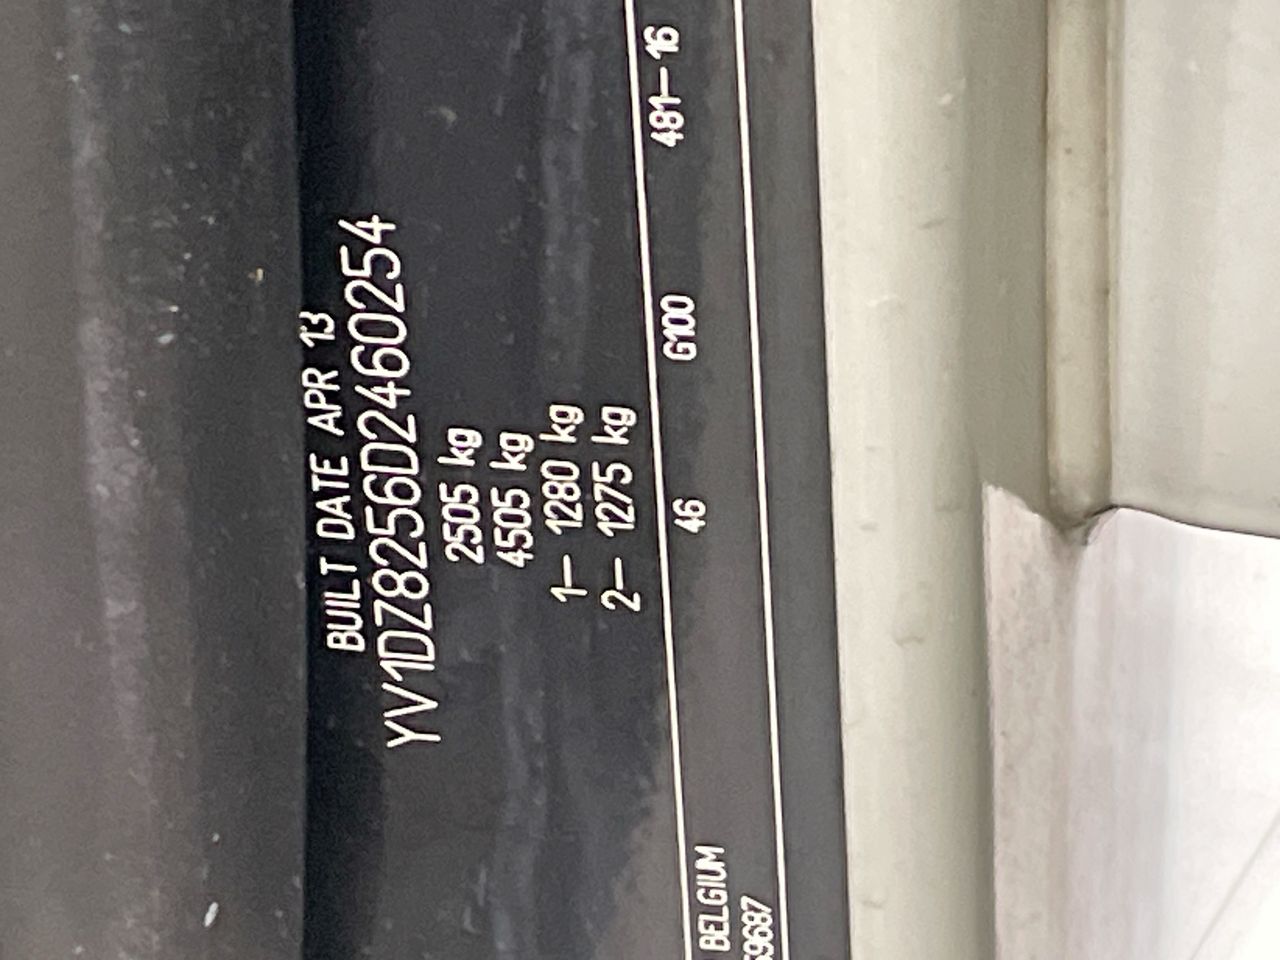 BUILT DATE APR 13
YV1DZ8256D2460254
2505 kg
4505 kg
1– 1280 kg
2– 1275 kg
46 G100 481–16
BELGIUM
9687